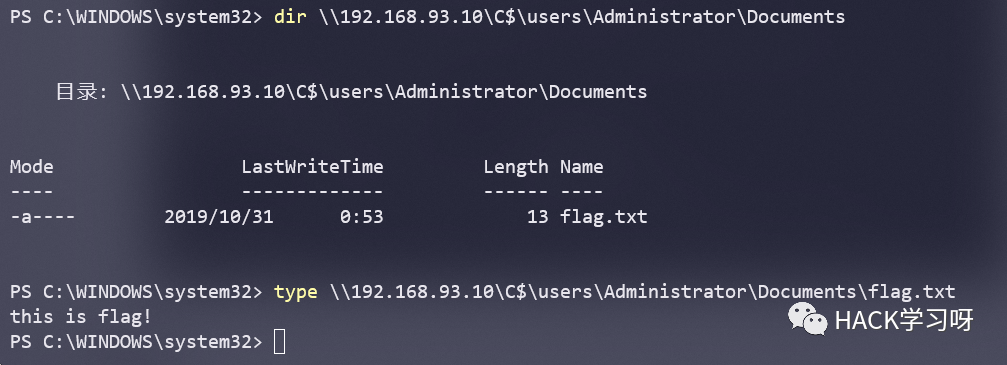 PS C:\WINDOWS\system32> dir \\192.168.93.10\C$\users\Administrator\Documents
目录: \\192.168.93.10\C$\users\Administrator\Documents
Mode LastWriteTime Length Name
---- ------------- ------ ----
-a---- 2019/10/31 0:53 13 flag.txt
PS C:\WINDOWS\system32> type \\192.168.93.10\C$\users\Administrator\Documents\flag.txt
this is flag!
PS C:\WINDOWS\system32>
HACK学习呀